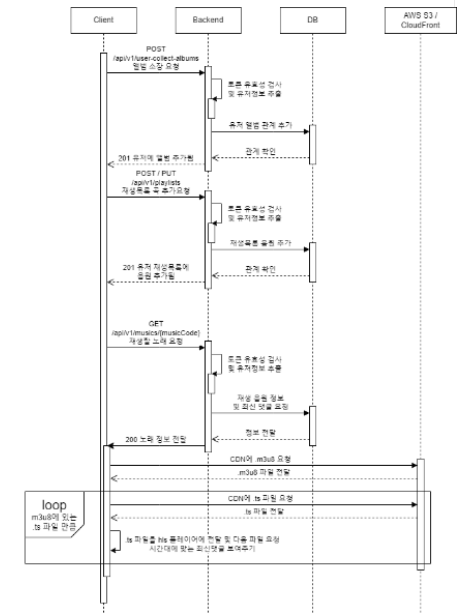 Client
Backend
DB
AWS S3 /
CloudFront
POST
/api/v1/user-collect-albums
앨범 소장 요청
토큰 유효성 검사
및 유저정보 추출
유저 앨범 관계 추가
관계 확인
201 유저에 앨범 추가됨
POST / PUT
/api/v1/playlists
재생목록 곡 추가요청
토큰 유효성 검사
및 유저정보 추출
재생목록 음원 추가
관계 확인
201 유저 재생목록에
음원 추가됨
GET
/api/v1/musics/{musicCode}
재생할 노래 요청
토큰 유효성 검사
및 유저정보 추출
재생 음원 정보
및 최신 댓글 요청
정보 전달
200 노래 정보 전달
CDN에 .m3u8 요청
.m3u8 파일 전달
loop
m3u8에 있는
.ts 파일 만큼
CDN에 .ts 파일 요청
.ts 파일 전달
.ts 파일을 hls 플레이어에 전달 및 다음 파일 요청
시간대에 맞는 최신댓글 보여주기